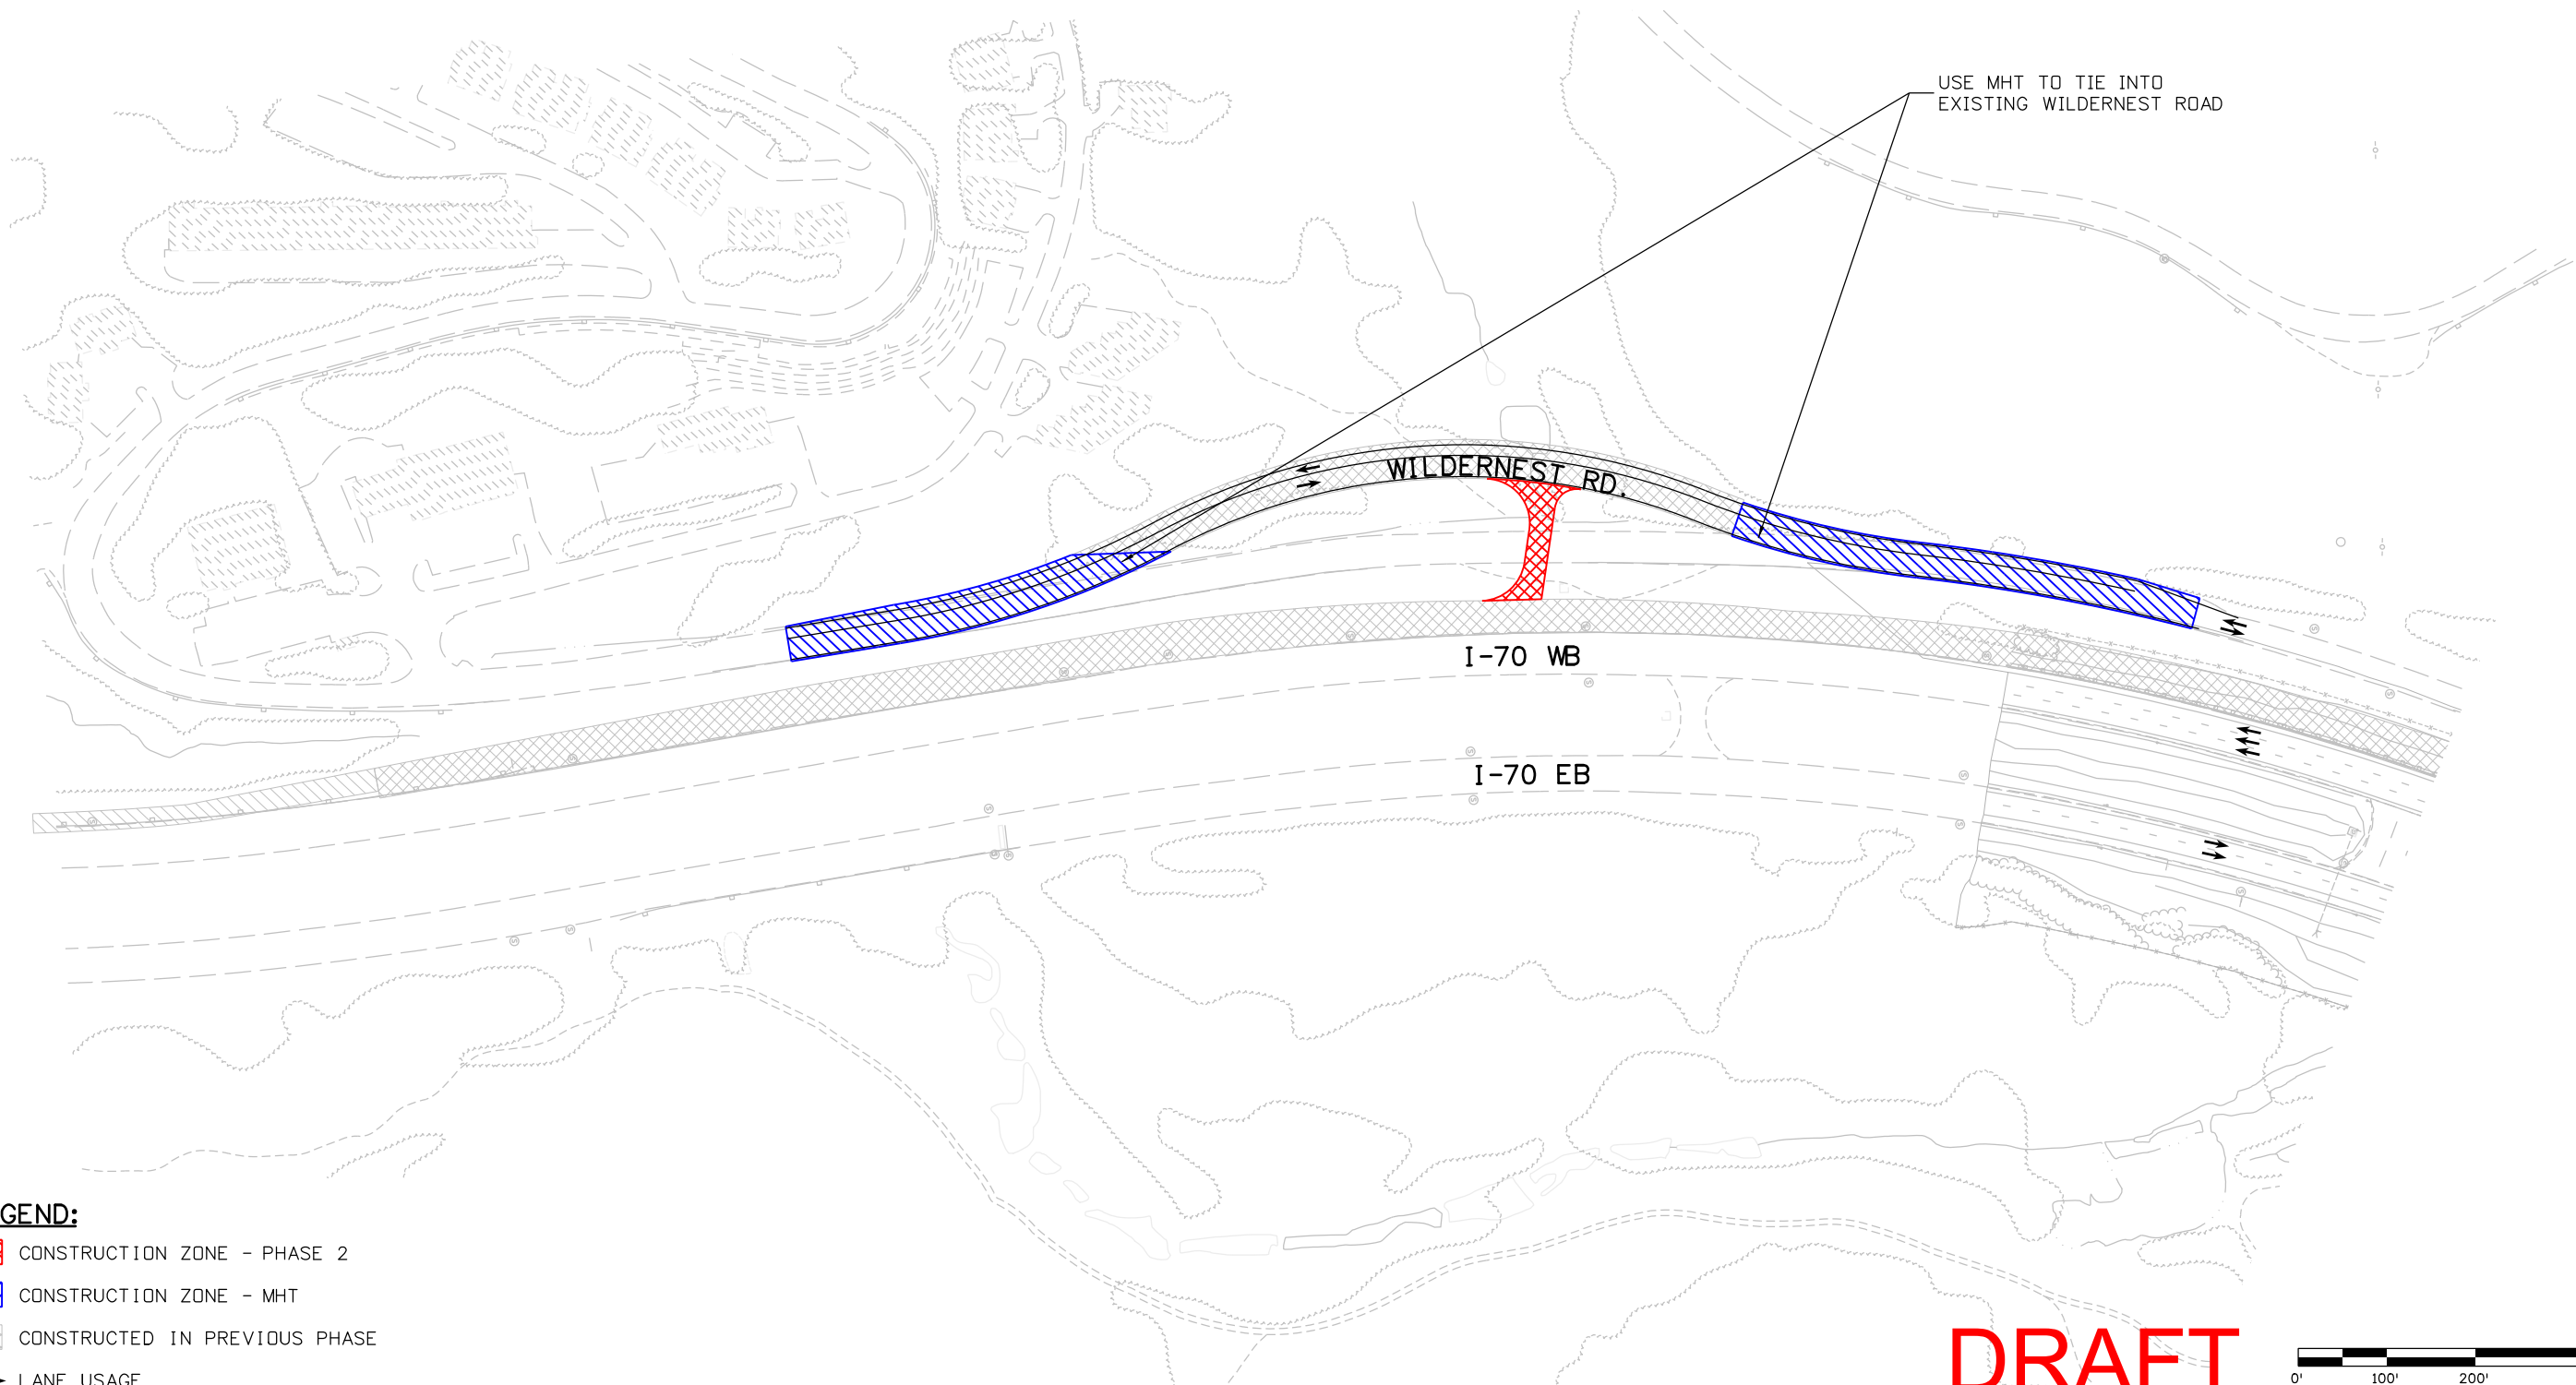 USE MHT TO TIE INTO
EXISTING WILDERNEST ROAD
WILDERNEST RD.
I-70 WB
I-70 EB
GEND:
CONSTRUCTION ZONE - PHASE 2
CONSTRUCTION ZONE - MHT
CONSTRUCTED IN PREVIOUS PHASE
LANE USAGE
DRAFT
0' 100' 200'